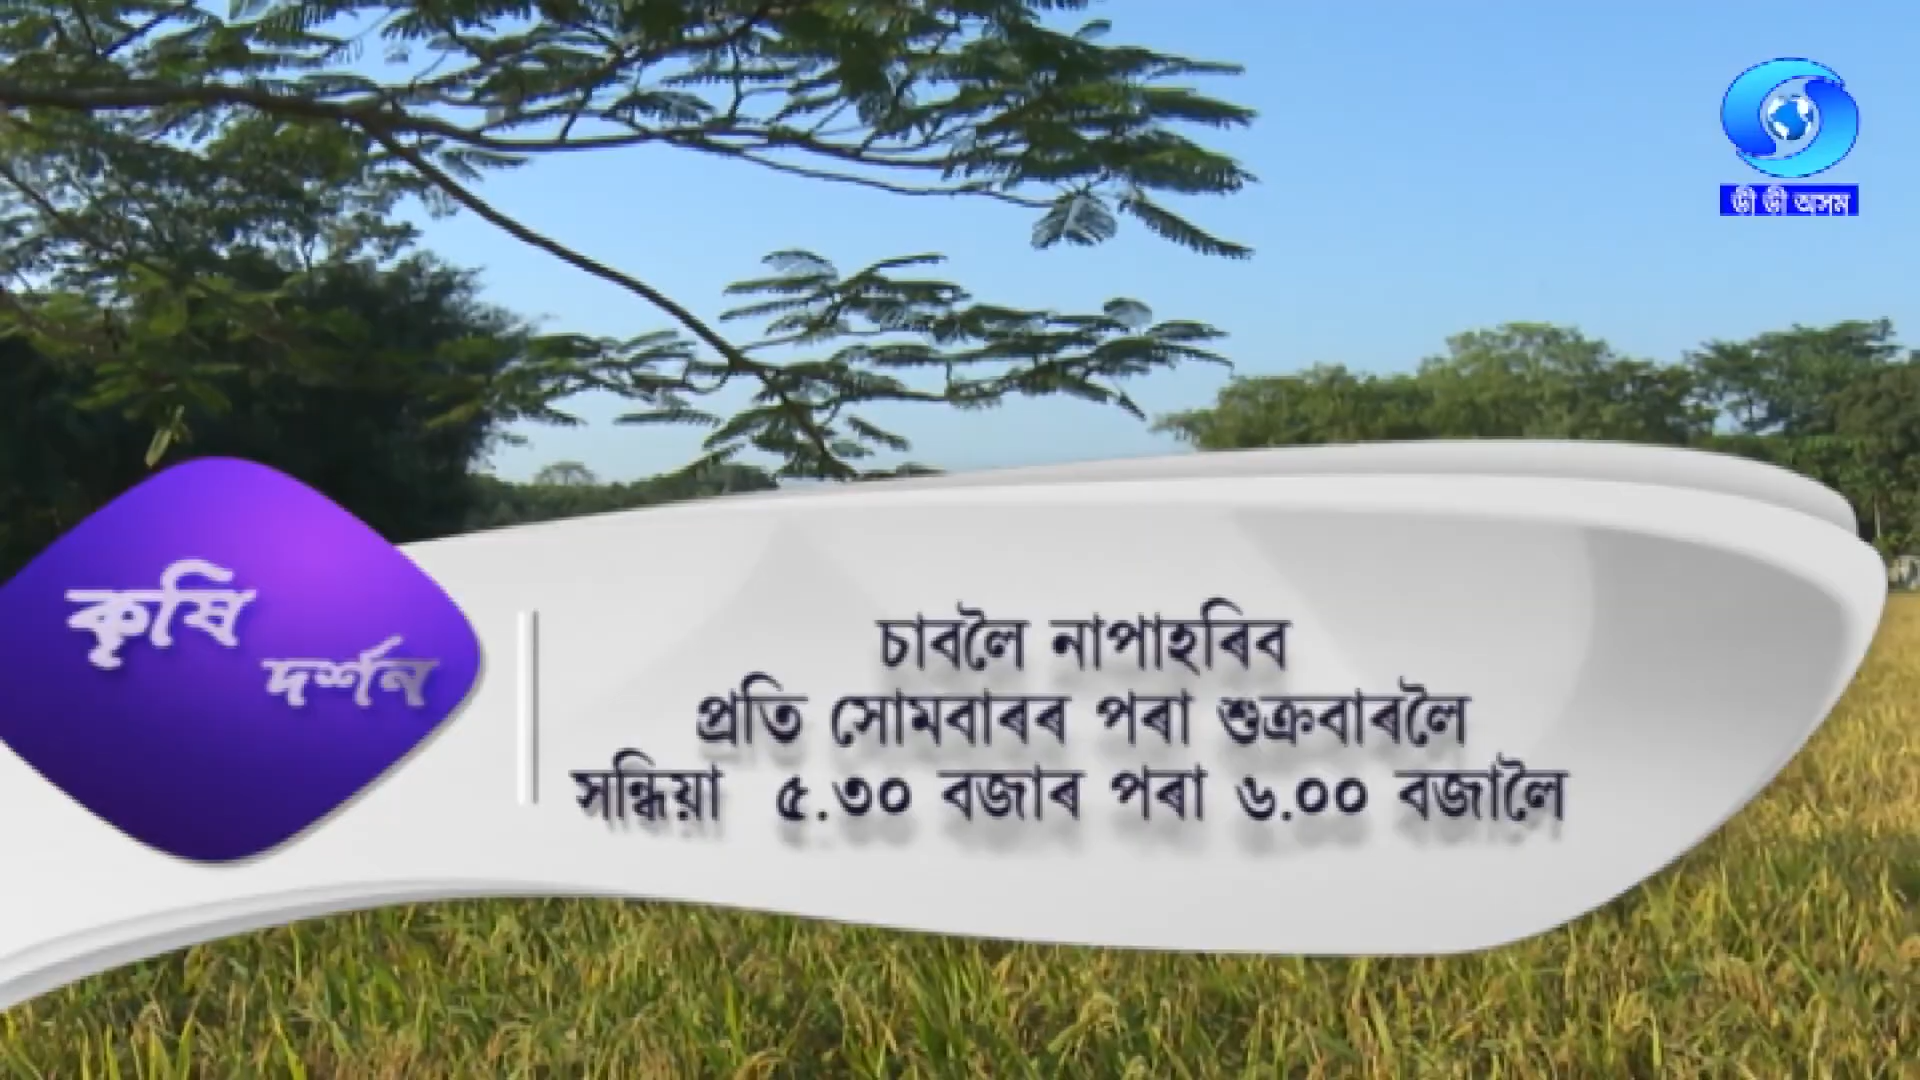 ডী ডী অসম
কৃষি
দৰ্শন
চাবলৈ নাপাহৰিব
প্ৰতি সোমবাৰৰ পৰা শুক্ৰবাৰলৈ
সন্ধিয়া ৫.৩০ বজাৰ পৰা ৬.০০ বজালৈ